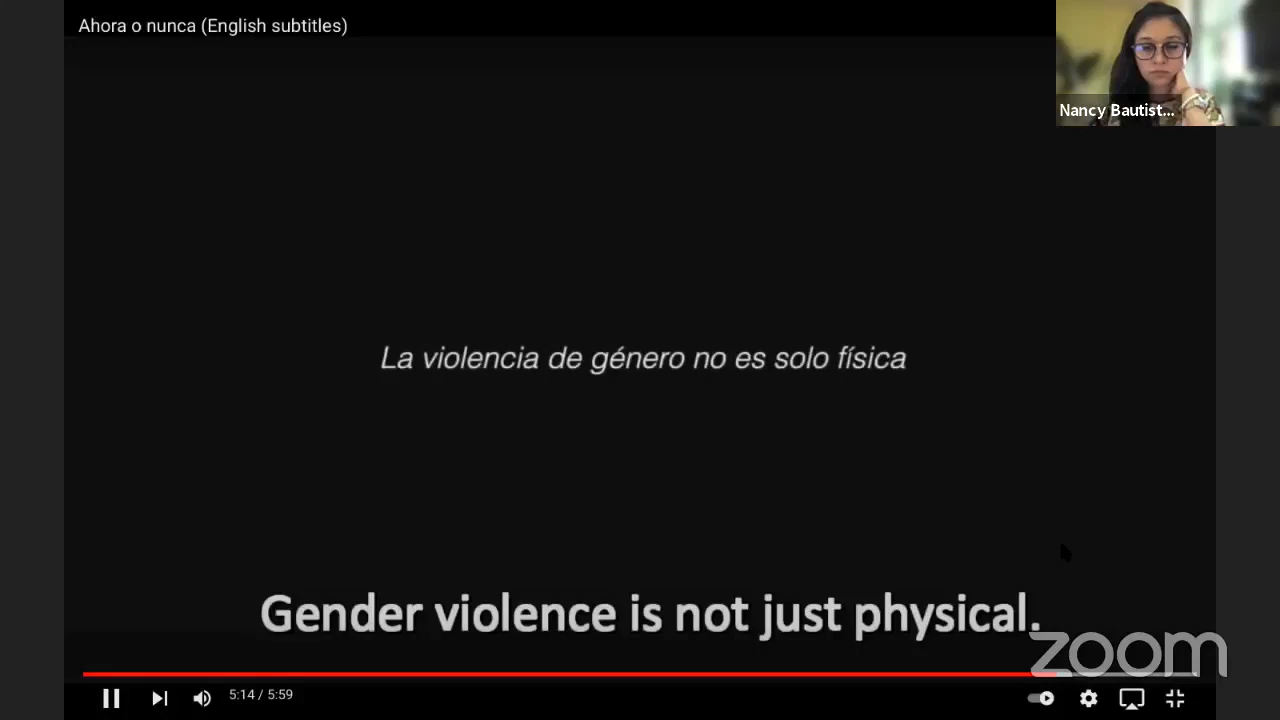 Ahora o nunca (English subtitles)
Nancy Bautist...
La violencia de género no es solo física
Gender violence is not just physical.
zoom
5:14 / 5:59